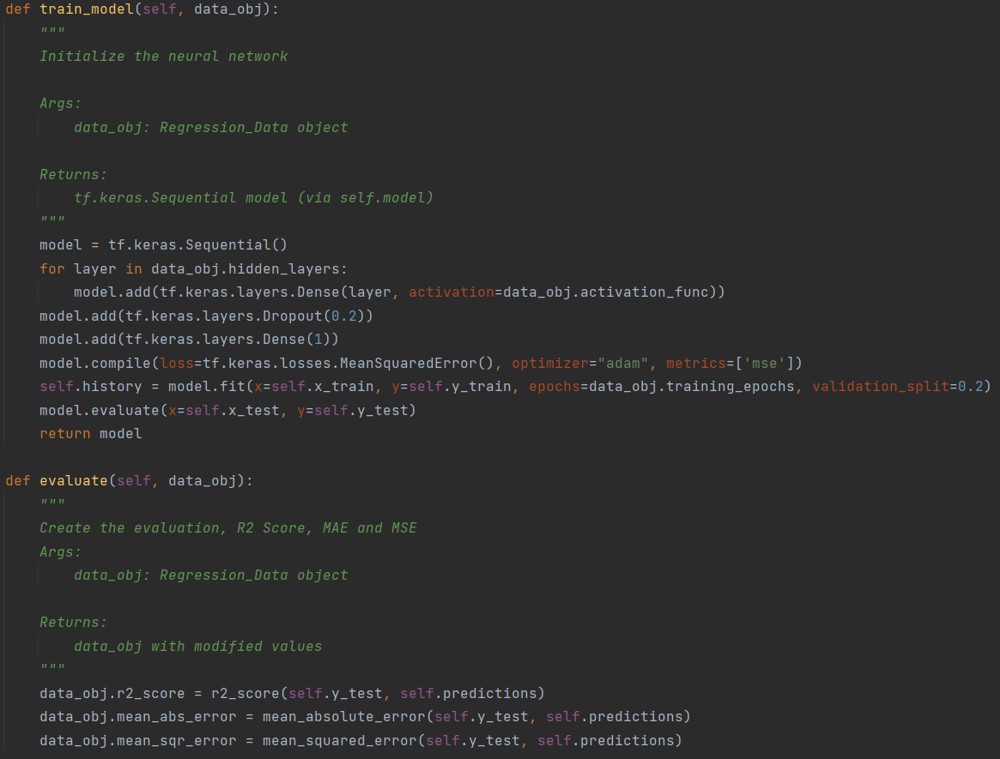 def train_model(self, data_obj):
    """
    Initialize the neural network

    Args:
        data_obj: Regression_Data object

    Returns:
        tf.keras.Sequential model (via self.model)
    """
    model = tf.keras.Sequential()
    for layer in data_obj.hidden_layers:
        model.add(tf.keras.layers.Dense(layer, activation=data_obj.activation_func))
    model.add(tf.keras.layers.Dropout(0.2))
    model.add(tf.keras.layers.Dense(1))
    model.compile(loss=tf.keras.losses.MeanSquaredError(), optimizer="adam", metrics=['mse'])
    self.history = model.fit(x=self.x_train, y=self.y_train, epochs=data_obj.training_epochs, validation_split=0.2)
    model.evaluate(x=self.x_test, y=self.y_test)
    return model

def evaluate(self, data_obj):
    """
    Create the evaluation, R2 Score, MAE and MSE
    Args:
        data_obj: Regression_Data object

    Returns:
        data_obj with modified values
    """
    data_obj.r2_score = r2_score(self.y_test, self.predictions)
    data_obj.mean_abs_error = mean_absolute_error(self.y_test, self.predictions)
    data_obj.mean_sqr_error = mean_squared_error(self.y_test, self.predictions)